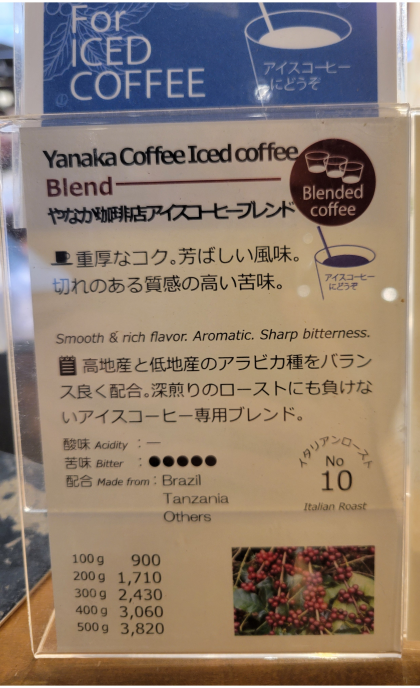 For
ICED
COFFEE
アイスコーヒー
にどうぞ
Yanaka Coffee Iced coffee
Blend
やなか珈琲店アイスコーヒーブレンド
Blended
coffee
重厚なコク。芳ばしい風味。
切れのある質感の高い苦味。
アイスコーヒー
にどうぞ
Smooth & rich flavor. Aromatic. Sharp bitterness.
高地産と低地産のアラビカ種をバラン
ス良く配合。深煎りのローストにも負けな
いアイスコーヒー専用ブレンド。
酸味 Acidity : —
苦味 Bitter : ●●●●●
配合 Made from : Brazil
Tanzania
Others
イタリアンロースト
No
10
Italian Roast
100g 900
200g 1,710
300g 2,430
400g 3,060
500g 3,820